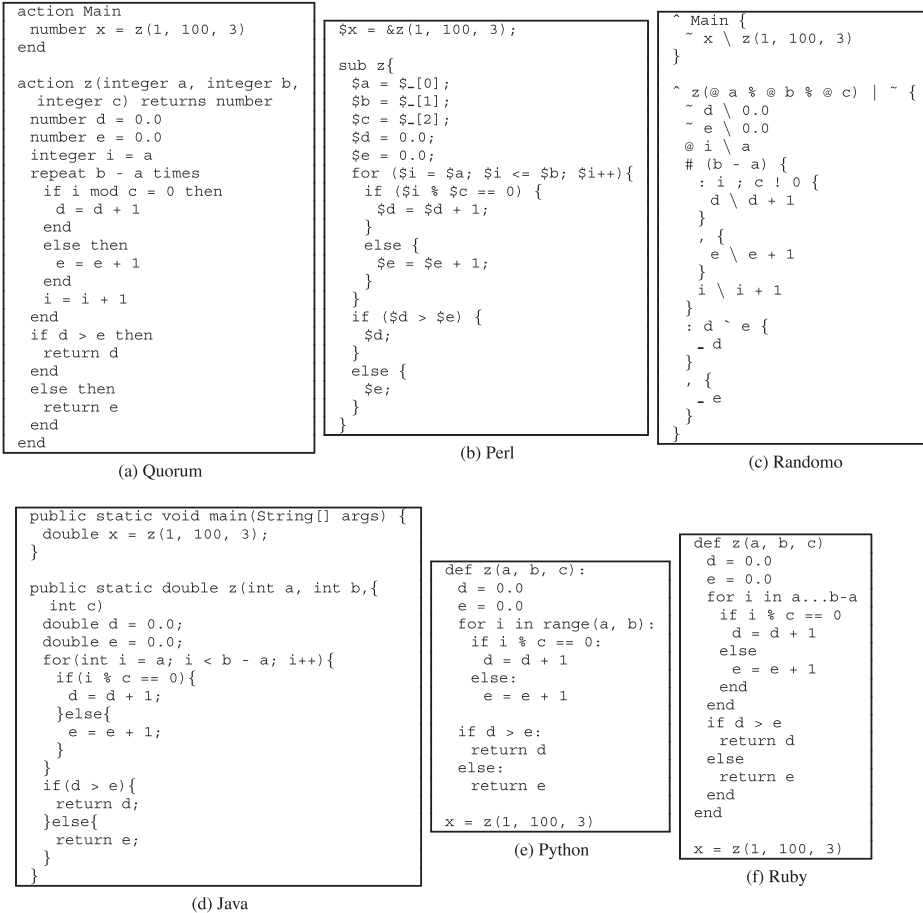 action Main
number x = z(1, 100, 3)
end
action z(integer a, integer b,
integer c) returns number
number d = 0.0
number e = 0.0
integer i = a
repeat b - a times
if i mod c = 0 then
d = d + 1
end
else then
e = e + 1
end
i = i + 1
end
if d > e then
return d
end
else then
return e
end
end
(a) Quorum
$x = &z(1, 100, 3);
sub z{
$a = $_[0];
$b = $_[1];
$c = $_[2];
$d = 0.0;
$e = 0.0;
for ($i = $a; $i <= $b; $i++){
if ($i % $c == 0) {
$d = $d + 1;
}
else {
$e = $e + 1;
}
}
if ($d > $e) {
$d;
}
else {
$e;
}
}
(b) Perl
ˆ Main {
˜ x \ z(1, 100, 3)
}
ˆ z(@ a % @ b % @ c) | ˜ {
˜ d \ 0.0
˜ e \ 0.0
@ i \ a
# (b - a) {
: i ; c ! 0 {
d \ d + 1
}
, {
e \ e + 1
}
i \ i + 1
}
: d ` e {
_ d
}
, {
_ e
}
}
(c) Randomo
public static void main(String[] args) {
double x = z(1, 100, 3);
}
public static double z(int a, int b,{
int c)
double d = 0.0;
double e = 0.0;
for(int i = a; i < b - a; i++){
if(i % c == 0){
d = d + 1;
}else{
e = e + 1;
}
}
if(d > e){
return d;
}else{
return e;
}
}
(d) Java
def z(a, b, c):
d = 0.0
e = 0.0
for i in range(a, b):
if i % c == 0:
d = d + 1
else:
e = e + 1
if d > e:
return d
else:
return e
x = z(1, 100, 3)
(e) Python
def z(a, b, c)
d = 0.0
e = 0.0
for i in a...b-a
if i % c == 0
d = d + 1
else
e = e + 1
end
end
if d > e
return d
else
return e
end
end
x = z(1, 100, 3)
(f) Ruby